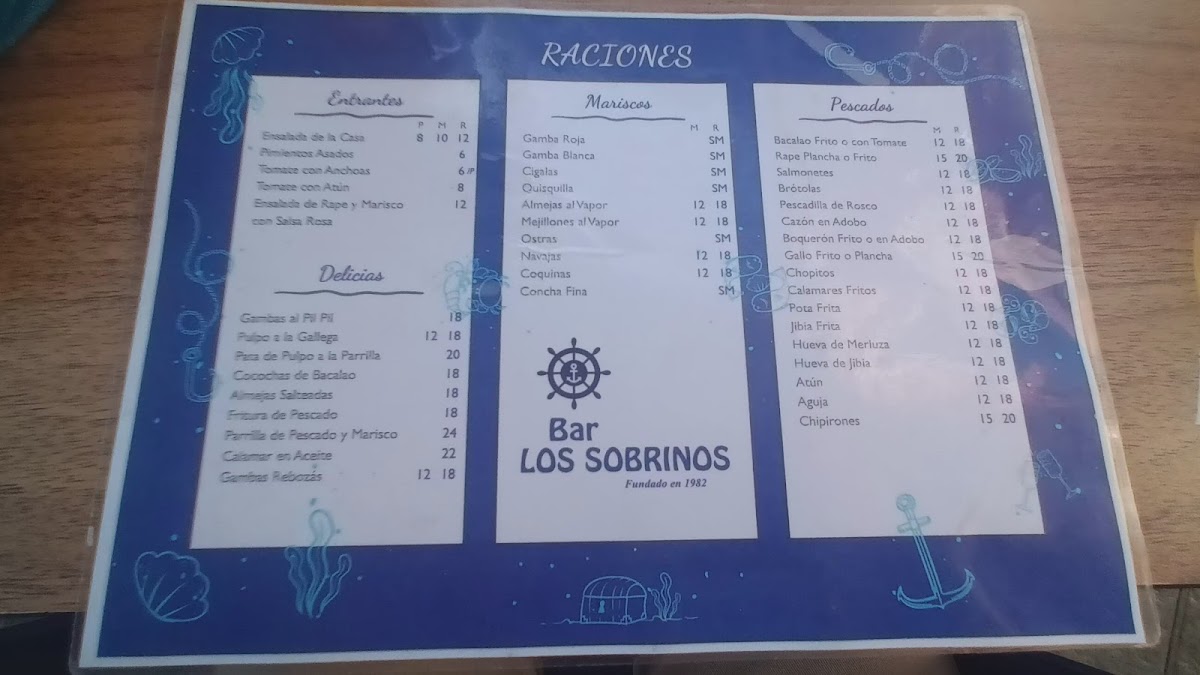 RACIONES
Entrantes
P M R
Ensalada de la Casa 8 10 12
Pimientos Asados 6
Tomate con Anchoas 6/P
Tomate con Atún 8
Ensalada de Rape y Marisco 12
con Salsa Rosa
Delicias
Gambas al Pil Pil 18
Pulpo a la Gallega 12 18
Pata de Pulpo a la Parrilla 20
Cocochas de Bacalao 18
Almejas Salteadas 18
Fritura de Pescado 18
Parrilla de Pescado y Marisco 24
Calamar en Aceite 22
Gambas Rebozás 12 18
Mariscos
M R
Gamba Roja SM
Gamba Blanca SM
Cigalas SM
Quisquilla SM
Almejas al Vapor 12 18
Mejillones al Vapor 12 18
Ostras SM
Navajas 12 18
Coquinas 12 18
Concha Fina SM
Bar
LOS SOBRINOS
Fundado en 1982
Pescados
M R
Bacalao Frito o con Tomate 12 18
Rape Plancha o Frito 15 20
Salmonetes 12 18
Brótolas 12 18
Pescadilla de Rosco 12 18
Cazón en Adobo 12 18
Boquerón Frito o en Adobo 12 18
Gallo Frito o Plancha 15 20
Chopitos 12 18
Calamares Fritos 12 18
Pota Frita 12 18
Jibia Frita 12 18
Hueva de Merluza 12 18
Hueva de Jibia 12 18
Atún 12 18
Aguja 12 18
Chipirones 15 20